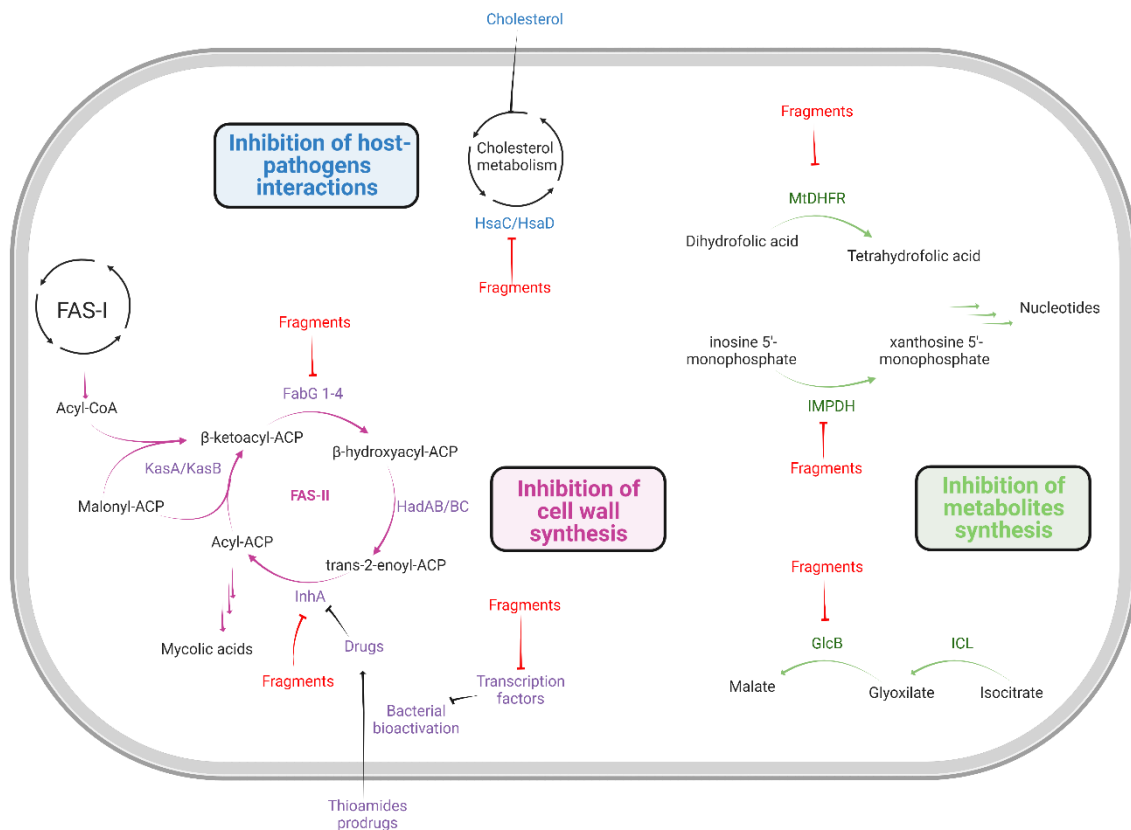 Cholesterol
Inhibition of host-
pathogens
interactions
Cholesterol
metabolism
HsaC/HsaD
Fragments
Fragments
MtDHFR
Dihydrofolic acid
Tetrahydrofolic acid
Nucleotides
inosine 5'-
monophosphate
xanthosine 5'-
monophosphate
IMPDH
Fragments
FAS-I
Acyl-CoA
Fragments
FabG 1-4
β-ketoacyl-ACP
β-hydroxyacyl-ACP
KasA/KasB
Malonyl-ACP
FAS-II
HadAB/BC
Acyl-ACP
trans-2-enoyl-ACP
InhA
Mycolic acids
Fragments
Drugs
Inhibition of
cell wall
synthesis
Inhibition of
metabolites
synthesis
Fragments
Transcription
factors
Bacterial
bioactivation
Thioamides
prodrugs
Fragments
GlcB
ICL
Malate
Glyoxilate
Isocitrate